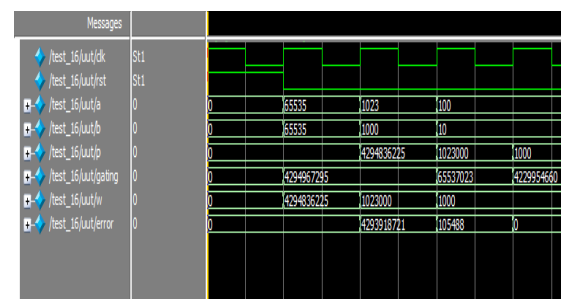 Messages
/test_16/uut/clk St1
/test_16/uut/rst St1
/test_16/uut/a 0 0 65535 1023 100
/test_16/uut/b 0 0 65535 1000 10
/test_16/uut/p 0 0 4294836225 1023000 1000
/test_16/uut/gating 0 0 4294967295 65537023 4229954660
/test_16/uut/w 0 0 4294836225 1023000 1000
/test_16/uut/error 0 0 4293918721 105488 0